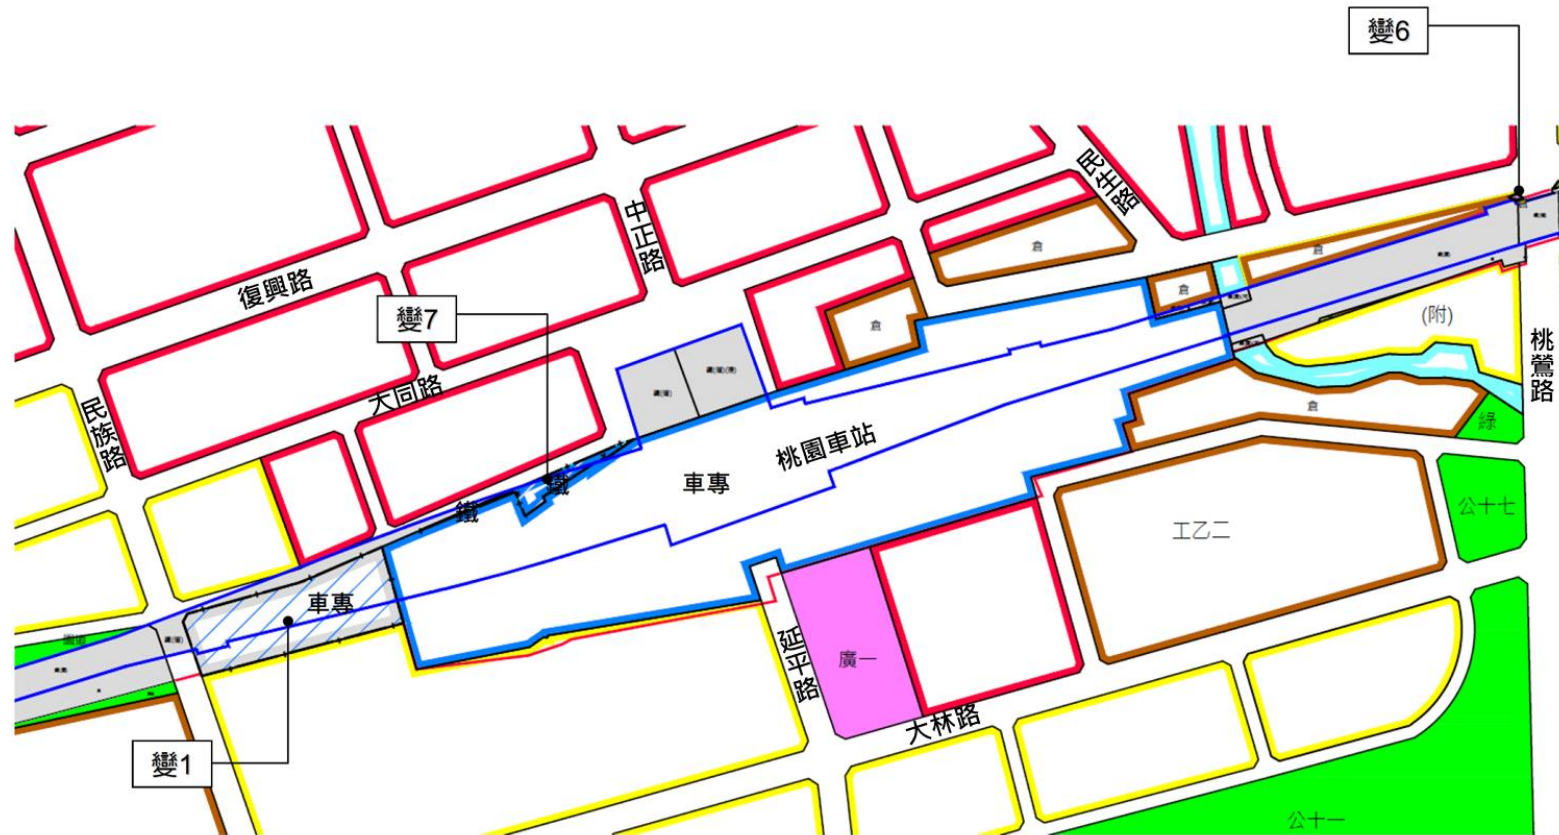 變6
民生路
中正路
倉
倉
倉
復興路
變7
倉
(附)
倉
桃鶯路
大同路
民族路
倉
綠
桃園車站
車專
鐵
鐵
公十七
工乙二
車專
延平路
廣一
大林路
變1
公十一